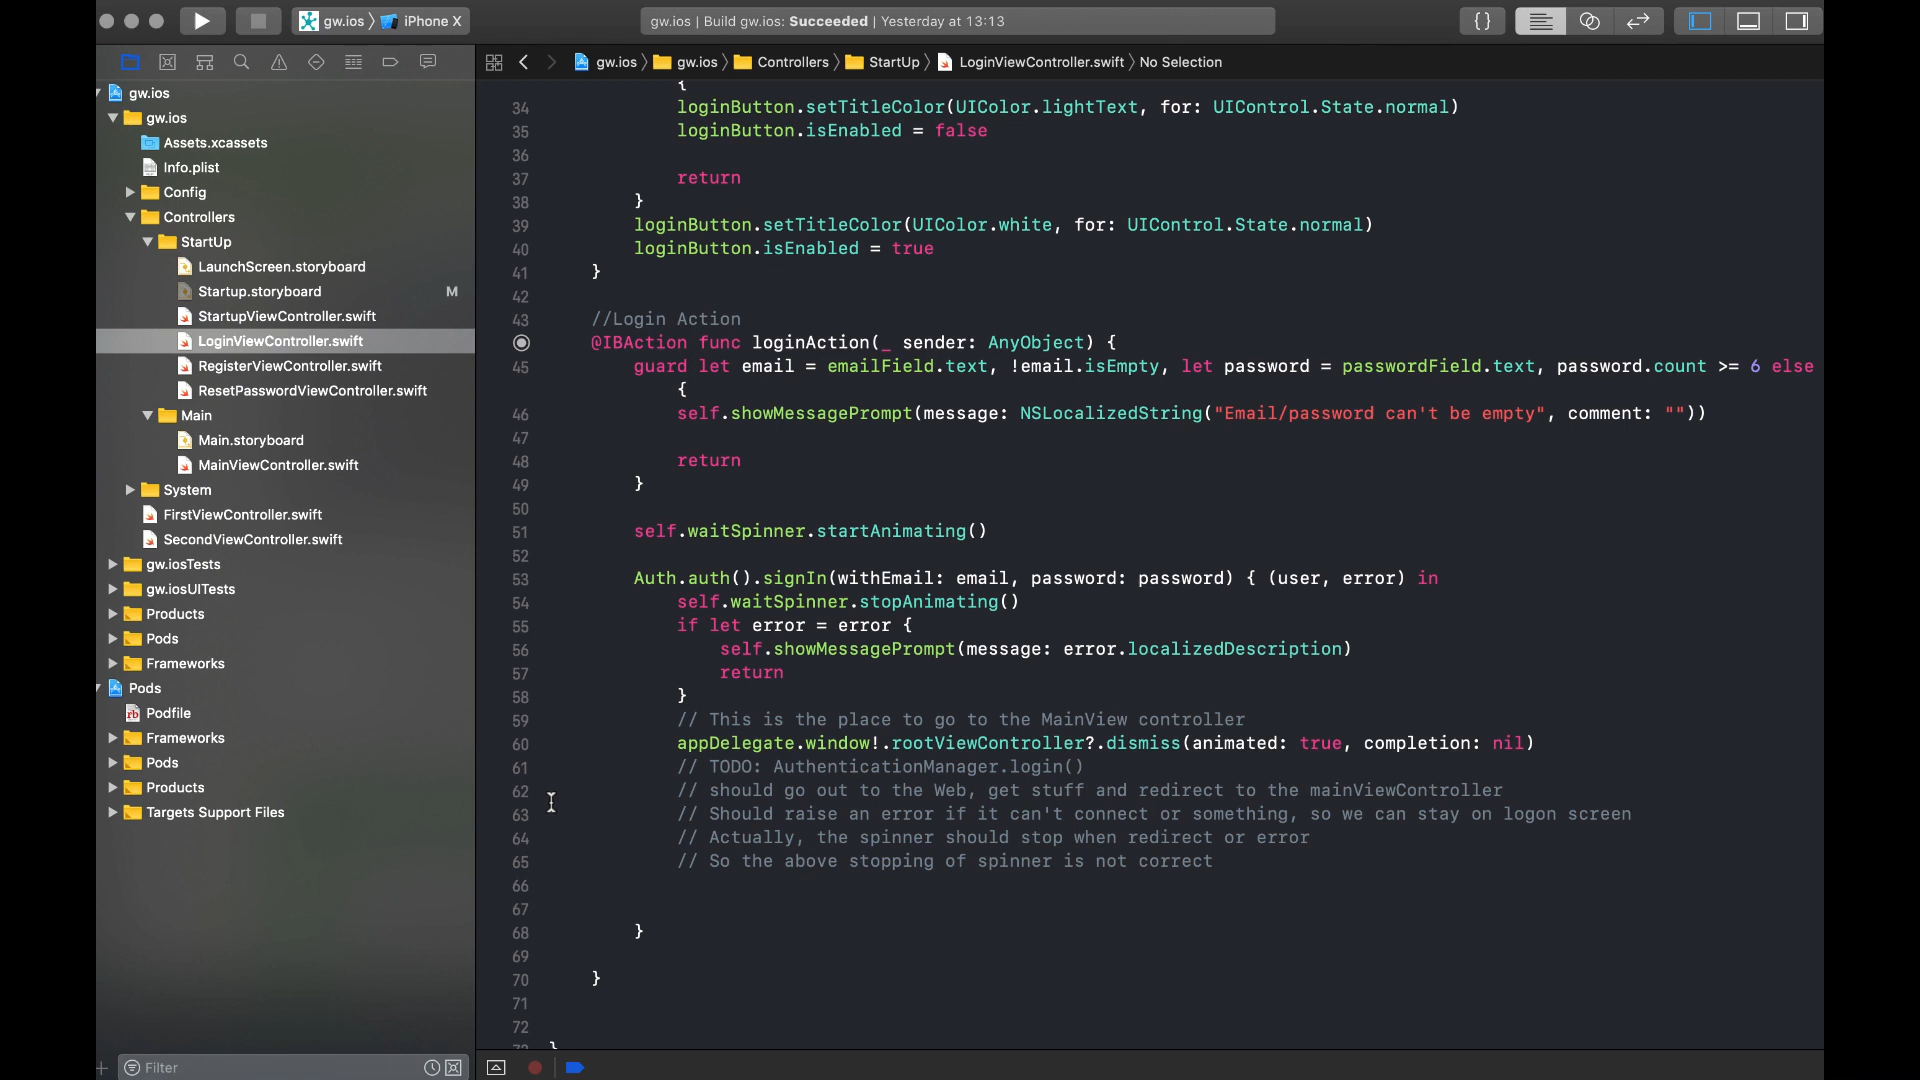 gw.ios iPhone X
gw.ios | Build gw.ios: Succeeded | Yesterday at 13:13
{}
gw.ios gw.ios Controllers StartUp LoginViewController.swift No Selection
gw.ios
gw.ios
Assets.xcassets
Info.plist
Config
Controllers
StartUp
LaunchScreen.storyboard
Startup.storyboard M
StartupViewController.swift
LoginViewController.swift
RegisterViewController.swift
ResetPasswordViewController.swift
Main
Main.storyboard
MainViewController.swift
System
FirstViewController.swift
SecondViewController.swift
gw.iosTests
gw.iosUITests
Products
Pods
Frameworks
Pods
rb Podfile
Frameworks
Pods
Products
Targets Support Files
Filter
{
34 loginButton.setTitleColor(UIColor.lightText, for: UIControl.State.normal)
35 loginButton.isEnabled = false
36
37 return
38 }
39 loginButton.setTitleColor(UIColor.white, for: UIControl.State.normal)
40 loginButton.isEnabled = true
41 }
42
43 //Login Action
@IBAction func loginAction(_ sender: AnyObject) {
45 guard let email = emailField.text, !email.isEmpty, let password = passwordField.text, password.count >= 6 else
{
46 self.showMessagePrompt(message: NSLocalizedString("Email/password can't be empty", comment: ""))
47
48 return
49 }
50
51 self.waitSpinner.startAnimating()
52
53 Auth.auth().signIn(withEmail: email, password: password) { (user, error) in
54 self.waitSpinner.stopAnimating()
55 if let error = error {
56 self.showMessagePrompt(message: error.localizedDescription)
57 return
58 }
59 // This is the place to go to the MainView controller
60 appDelegate.window!.rootViewController?.dismiss(animated: true, completion: nil)
61 // TODO: AuthenticationManager.login()
62 // should go out to the Web, get stuff and redirect to the mainViewController
63 // Should raise an error if it can't connect or something, so we can stay on logon screen
64 // Actually, the spinner should stop when redirect or error
65 // So the above stopping of spinner is not correct
66
67
68 }
69
70 }
71
72
}